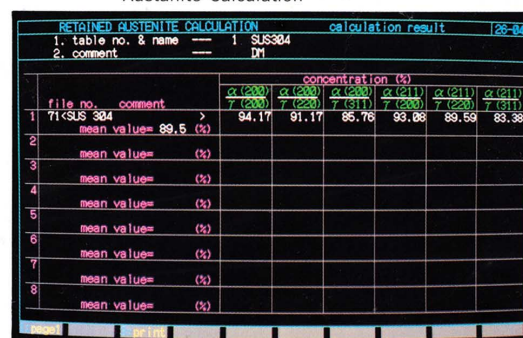 Austenite Calculation
RETAINED AUSTENITE CALCULATION calculation result 26-04
1. table no. & name --- 1 SUS304
2. comment --- DM
concentration (%)
α(200) α(200) α(200) α(211) α(211) α(211)
file no. comment γ(200) γ(220) γ(311) γ(200) γ(220) γ(311)
1 71<SUS 304 > 94.17 91.17 85.76 93.08 89.59 83.38
mean value= 89.5 (%)
2
mean value= (%)
3
mean value= (%)
4
mean value= (%)
5
mean value= (%)
6
mean value= (%)
7
mean value= (%)
8
mean value= (%)
page1 print